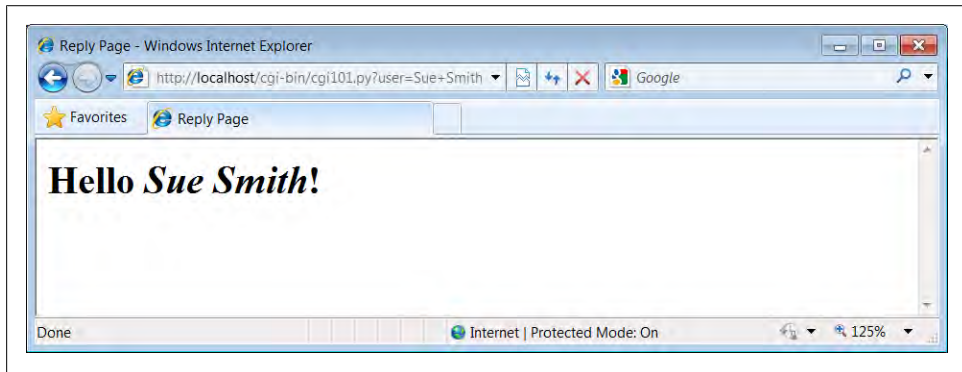 Reply Page - Windows Internet Explorer
http://localhost/cgi-bin/cgi101.py?user=Sue+Smith
Google
Favorites
Reply Page
Hello Sue Smith!
Done
Internet | Protected Mode: On
125%